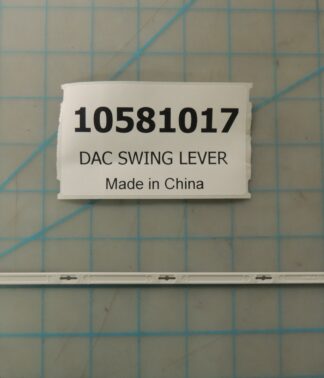 10581017
DAC SWING LEVER
Made in China